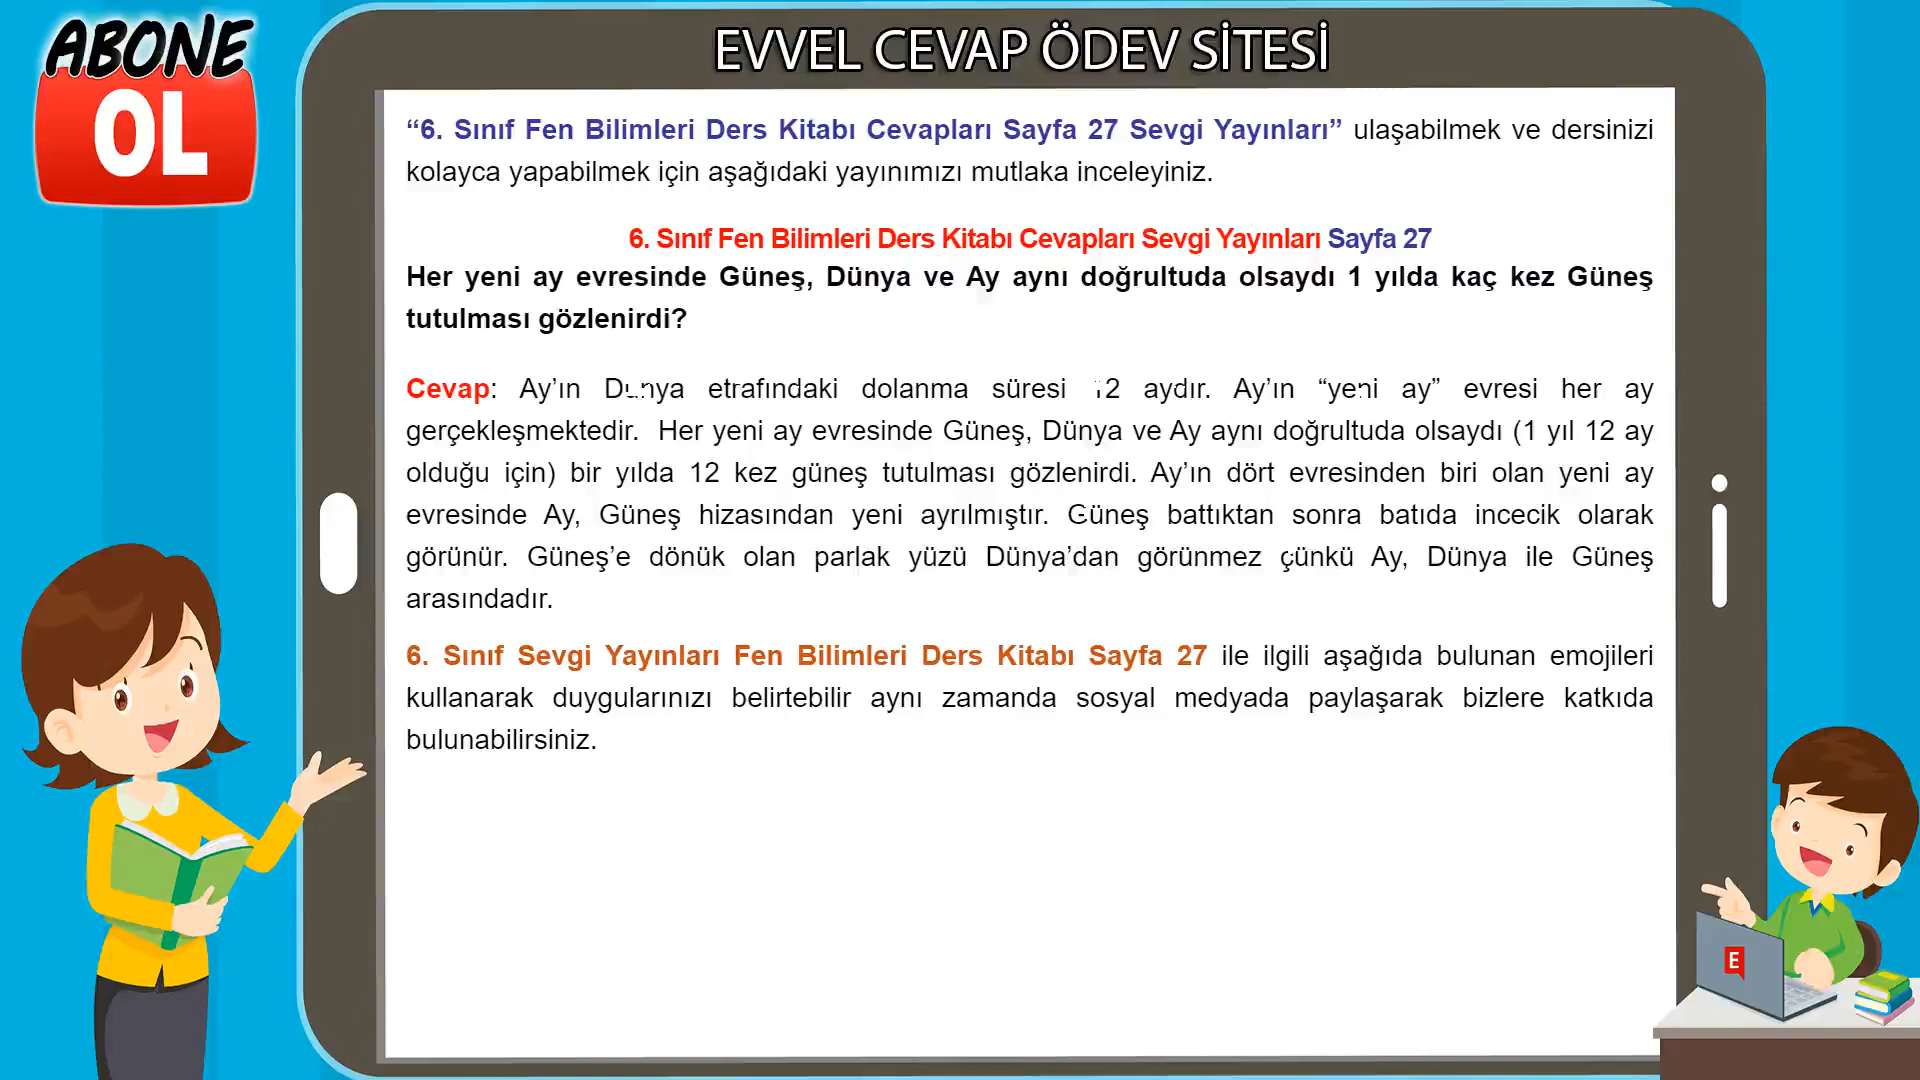 ABONE
OL
EVVEL CEVAP ÖDEV SİTESİ
“6. Sınıf Fen Bilimleri Ders Kitabı Cevapları Sayfa 27 Sevgi Yayınları” ulaşabilmek ve dersinizi
kolayca yapabilmek için aşağıdaki yayınımızı mutlaka inceleyiniz.
6. Sınıf Fen Bilimleri Ders Kitabı Cevapları Sevgi Yayınları Sayfa 27
Her yeni ay evresinde Güneş, Dünya ve Ay aynı doğrultuda olsaydı 1 yılda kaç kez Güneş
tutulması gözlenirdi?
Cevap: Ay’ın Dünya etrafındaki dolanma süresi 12 aydır. Ay’ın “yeni ay” evresi her ay
gerçekleşmektedir. Her yeni ay evresinde Güneş, Dünya ve Ay aynı doğrultuda olsaydı (1 yıl 12 ay
olduğu için) bir yılda 12 kez güneş tutulması gözlenirdi. Ay’ın dört evresinden biri olan yeni ay
evresinde Ay, Güneş hizasından yeni ayrılmıştır. Güneş battıktan sonra batıda incecik olarak
görünür. Güneş’e dönük olan parlak yüzü Dünya’dan görünmez çünkü Ay, Dünya ile Güneş
arasındadır.
6. Sınıf Sevgi Yayınları Fen Bilimleri Ders Kitabı Sayfa 27 ile ilgili aşağıda bulunan emojileri
kullanarak duygularınızı belirtebilir aynı zamanda sosyal medyada paylaşarak bizlere katkıda
bulunabilirsiniz.
E